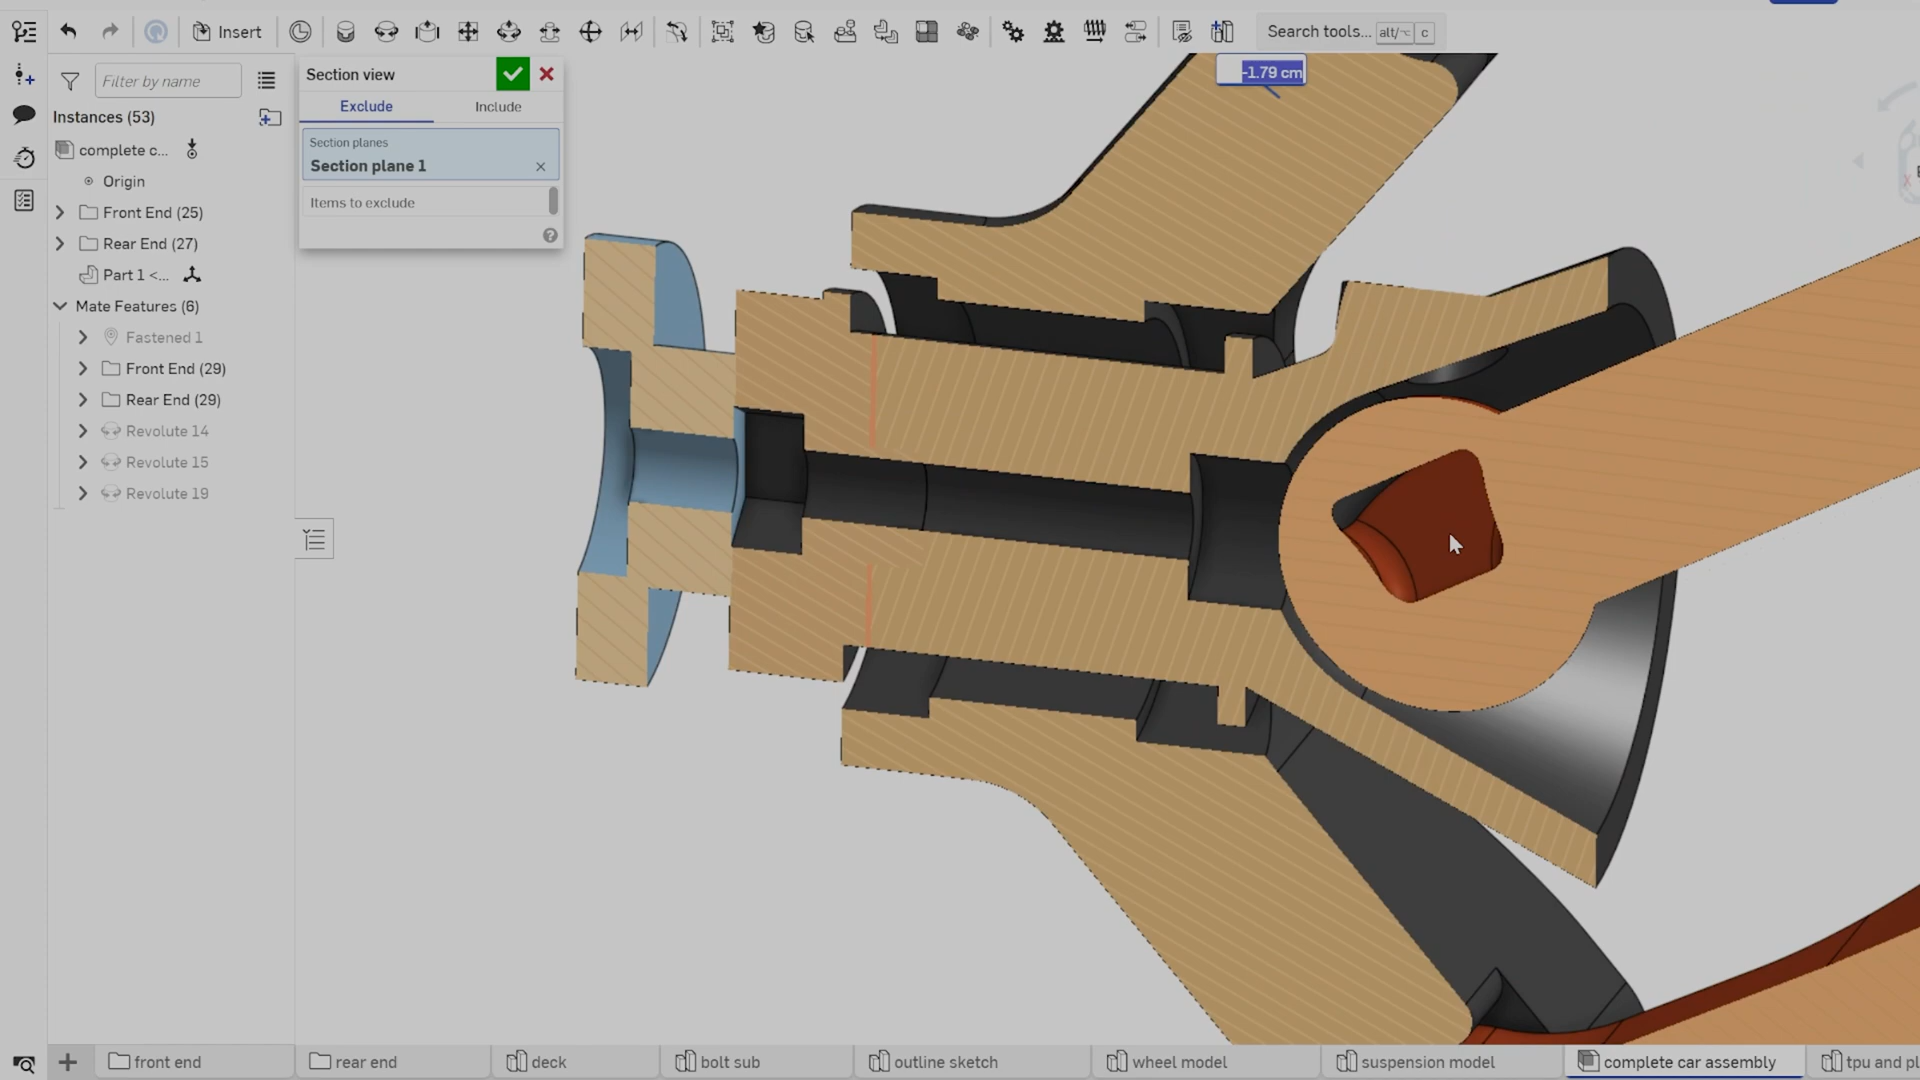 Insert
Search tools... alt/⌥ c
Filter by name
Instances (53)
complete c...
Origin
Front End (25)
Rear End (27)
Part 1 <...
Mate Features (6)
Fastened 1
Front End (29)
Rear End (29)
Revolute 14
Revolute 15
Revolute 19
Section view
Exclude
Include
Section planes
Section plane 1
Items to exclude
-1.79 cm
X
front end
rear end
deck
bolt sub
outline sketch
wheel model
suspension model
complete car assembly
tpu and pl